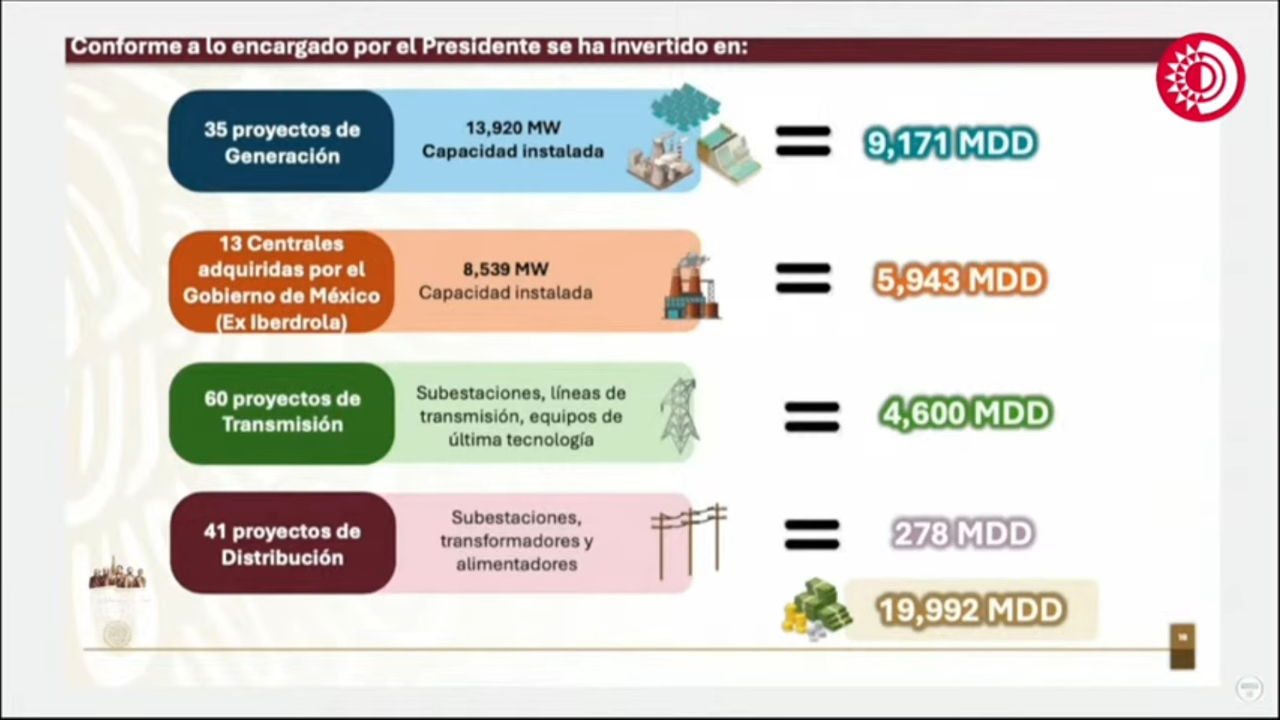 Conforme a lo encargado por el Presidente se ha invertido en:
35 proyectos de
Generación
13,920 MW
Capacidad instalada
=
9,171 MDD
13 Centrales
adquiridas por el
Gobierno de México
(Ex Iberdrola)
8,539 MW
Capacidad instalada
=
5,943 MDD
60 proyectos de
Transmisión
Subestaciones, líneas de
transmisión, equipos de
última tecnología
=
4,600 MDD
41 proyectos de
Distribución
Subestaciones,
transformadores y
alimentadores
=
278 MDD
19,992 MDD